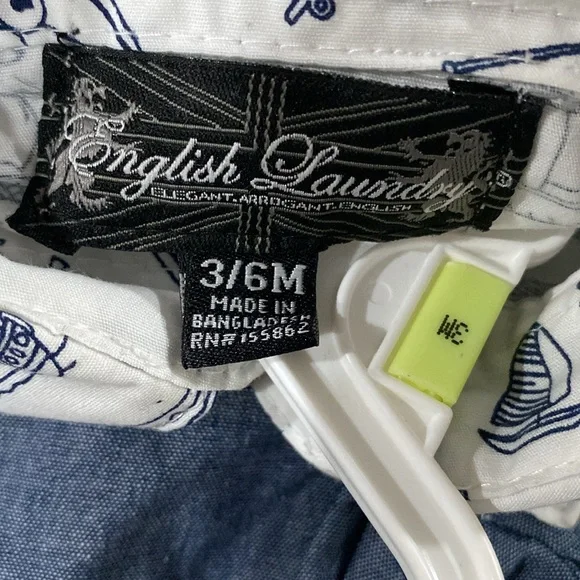 English Laundry®
ELEGANT.ARROGANT.ENGLISH
3/6M
MADE IN
BANGLADESH
RN#155862
3M